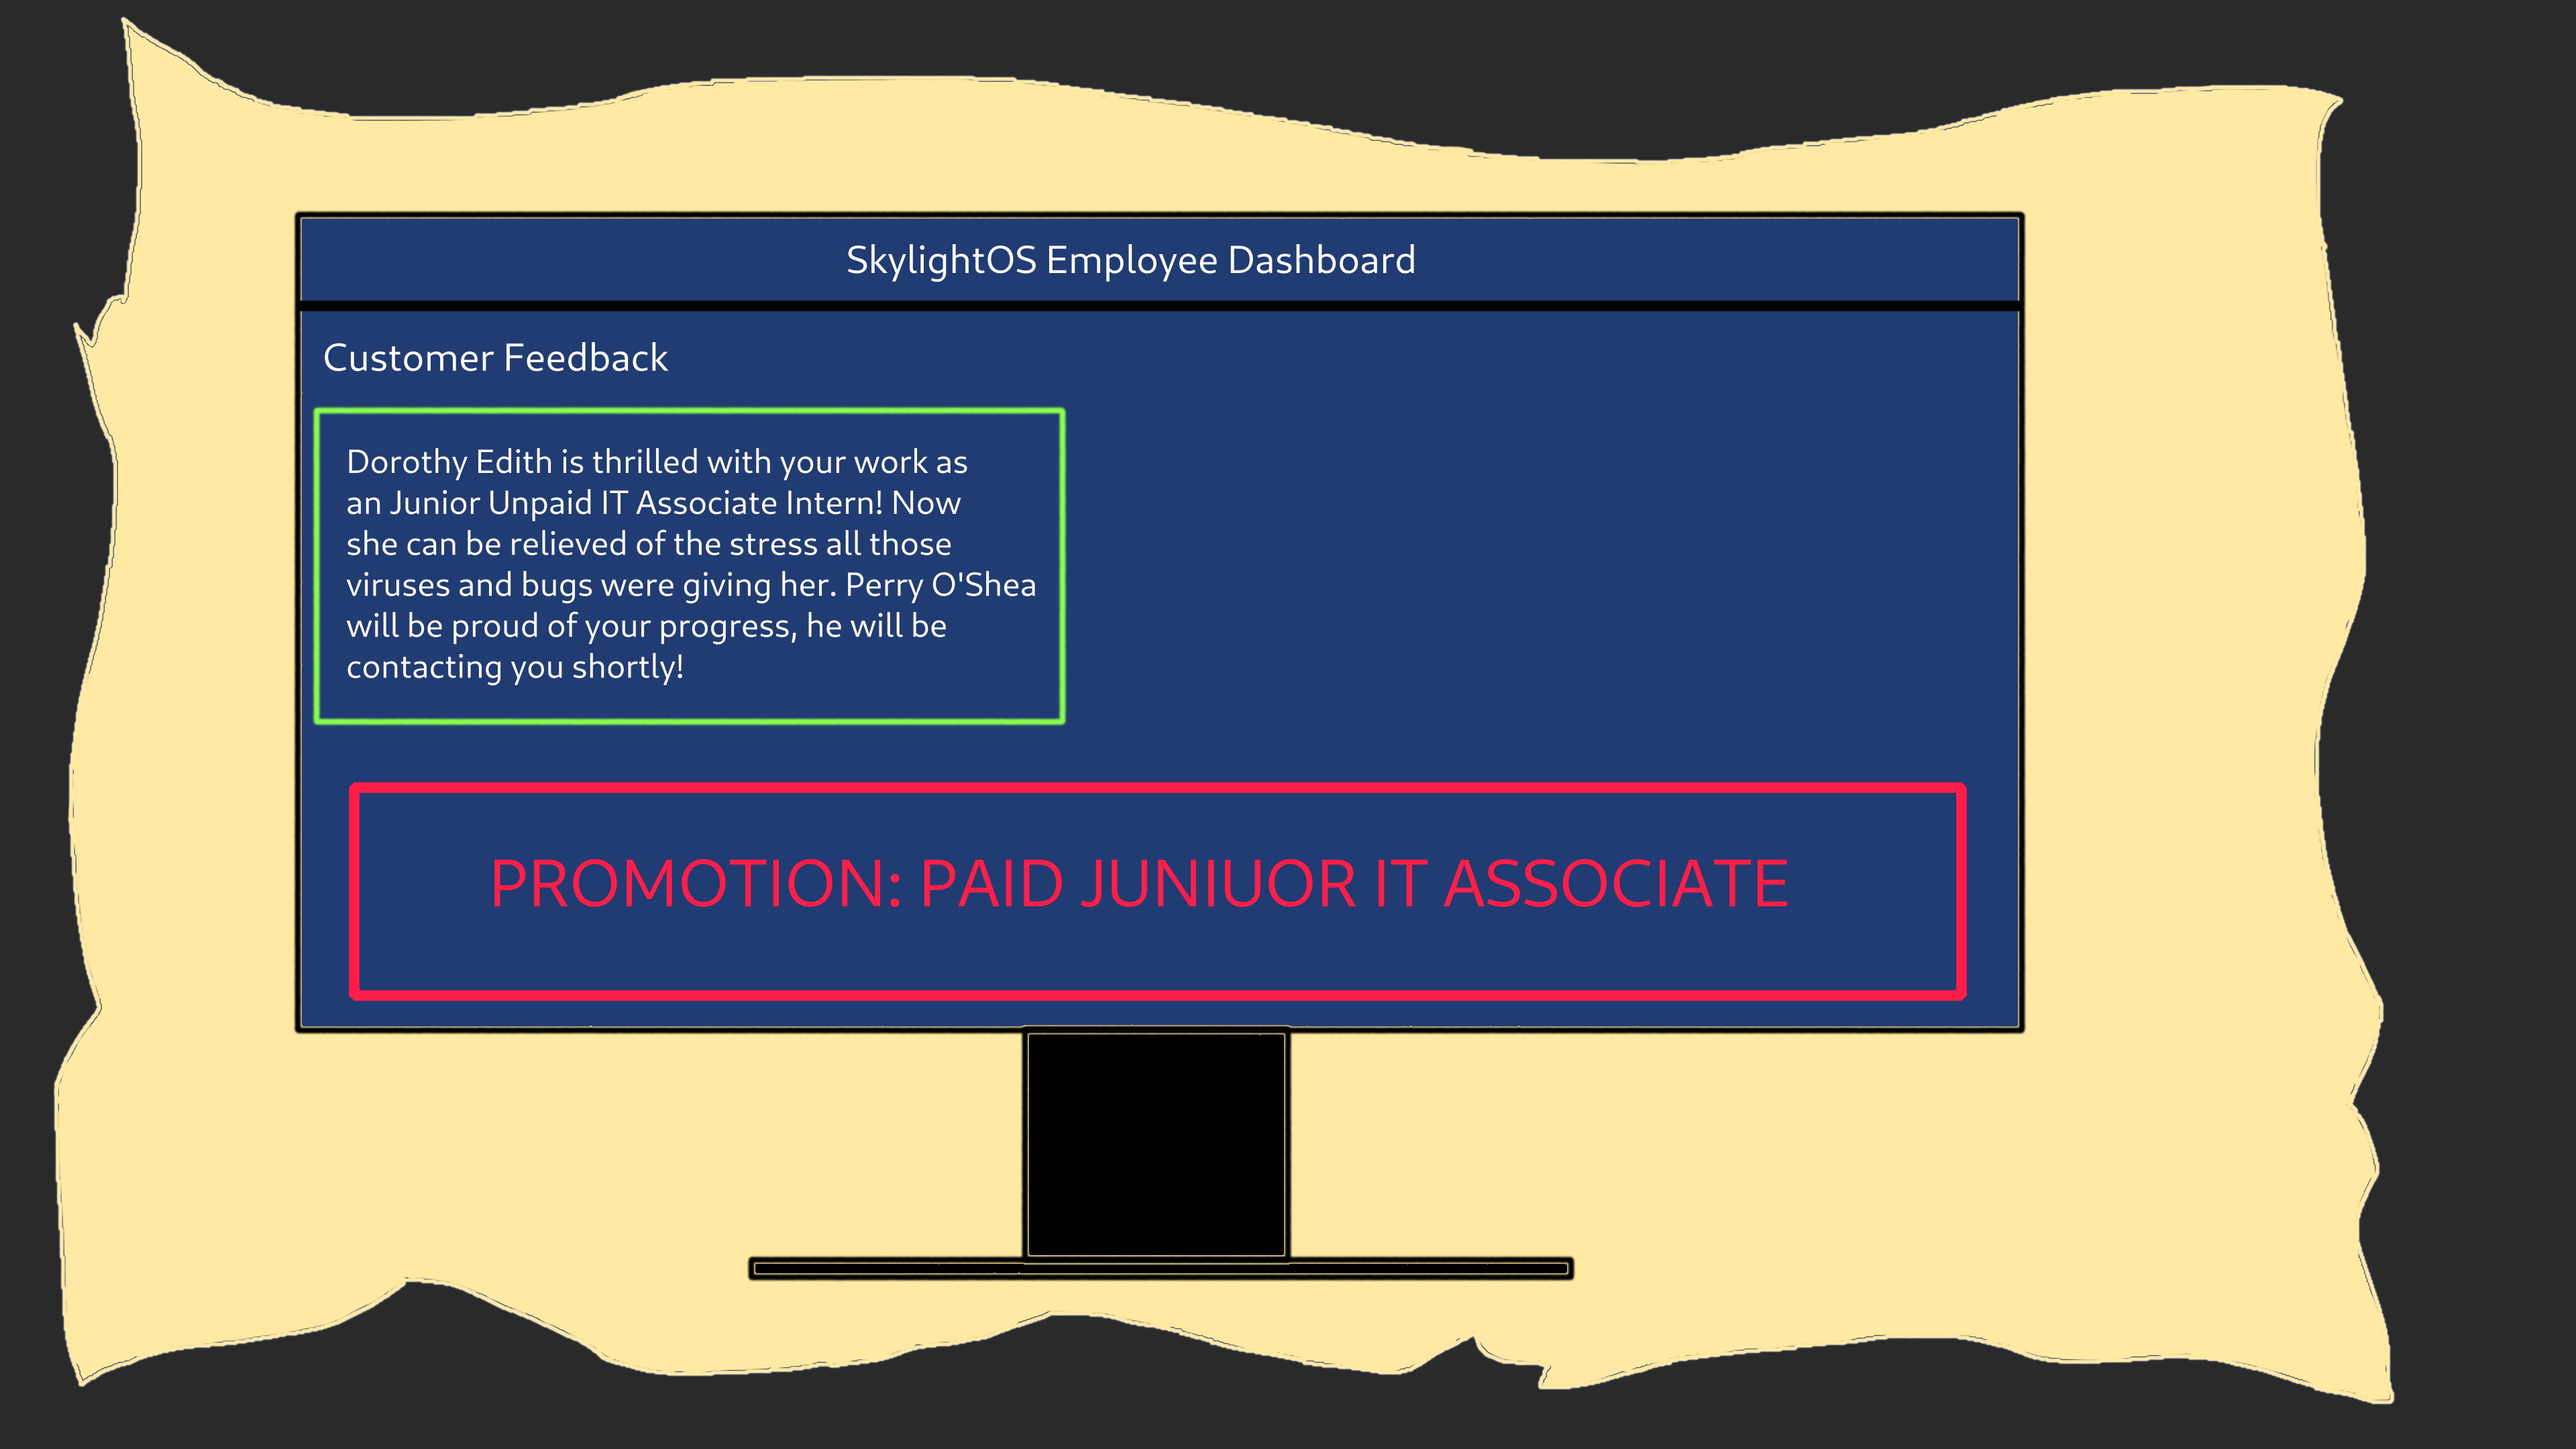 SkylightOS Employee Dashboard
Customer Feedback
Dorothy Edith is thrilled with your work as
an Junior Unpaid IT Associate Intern! Now
she can be relieved of the stress all those
viruses and bugs were giving her. Perry O'Shea
will be proud of your progress, he will be
contacting you shortly!
PROMOTION: PAID JUNIUOR IT ASSOCIATE